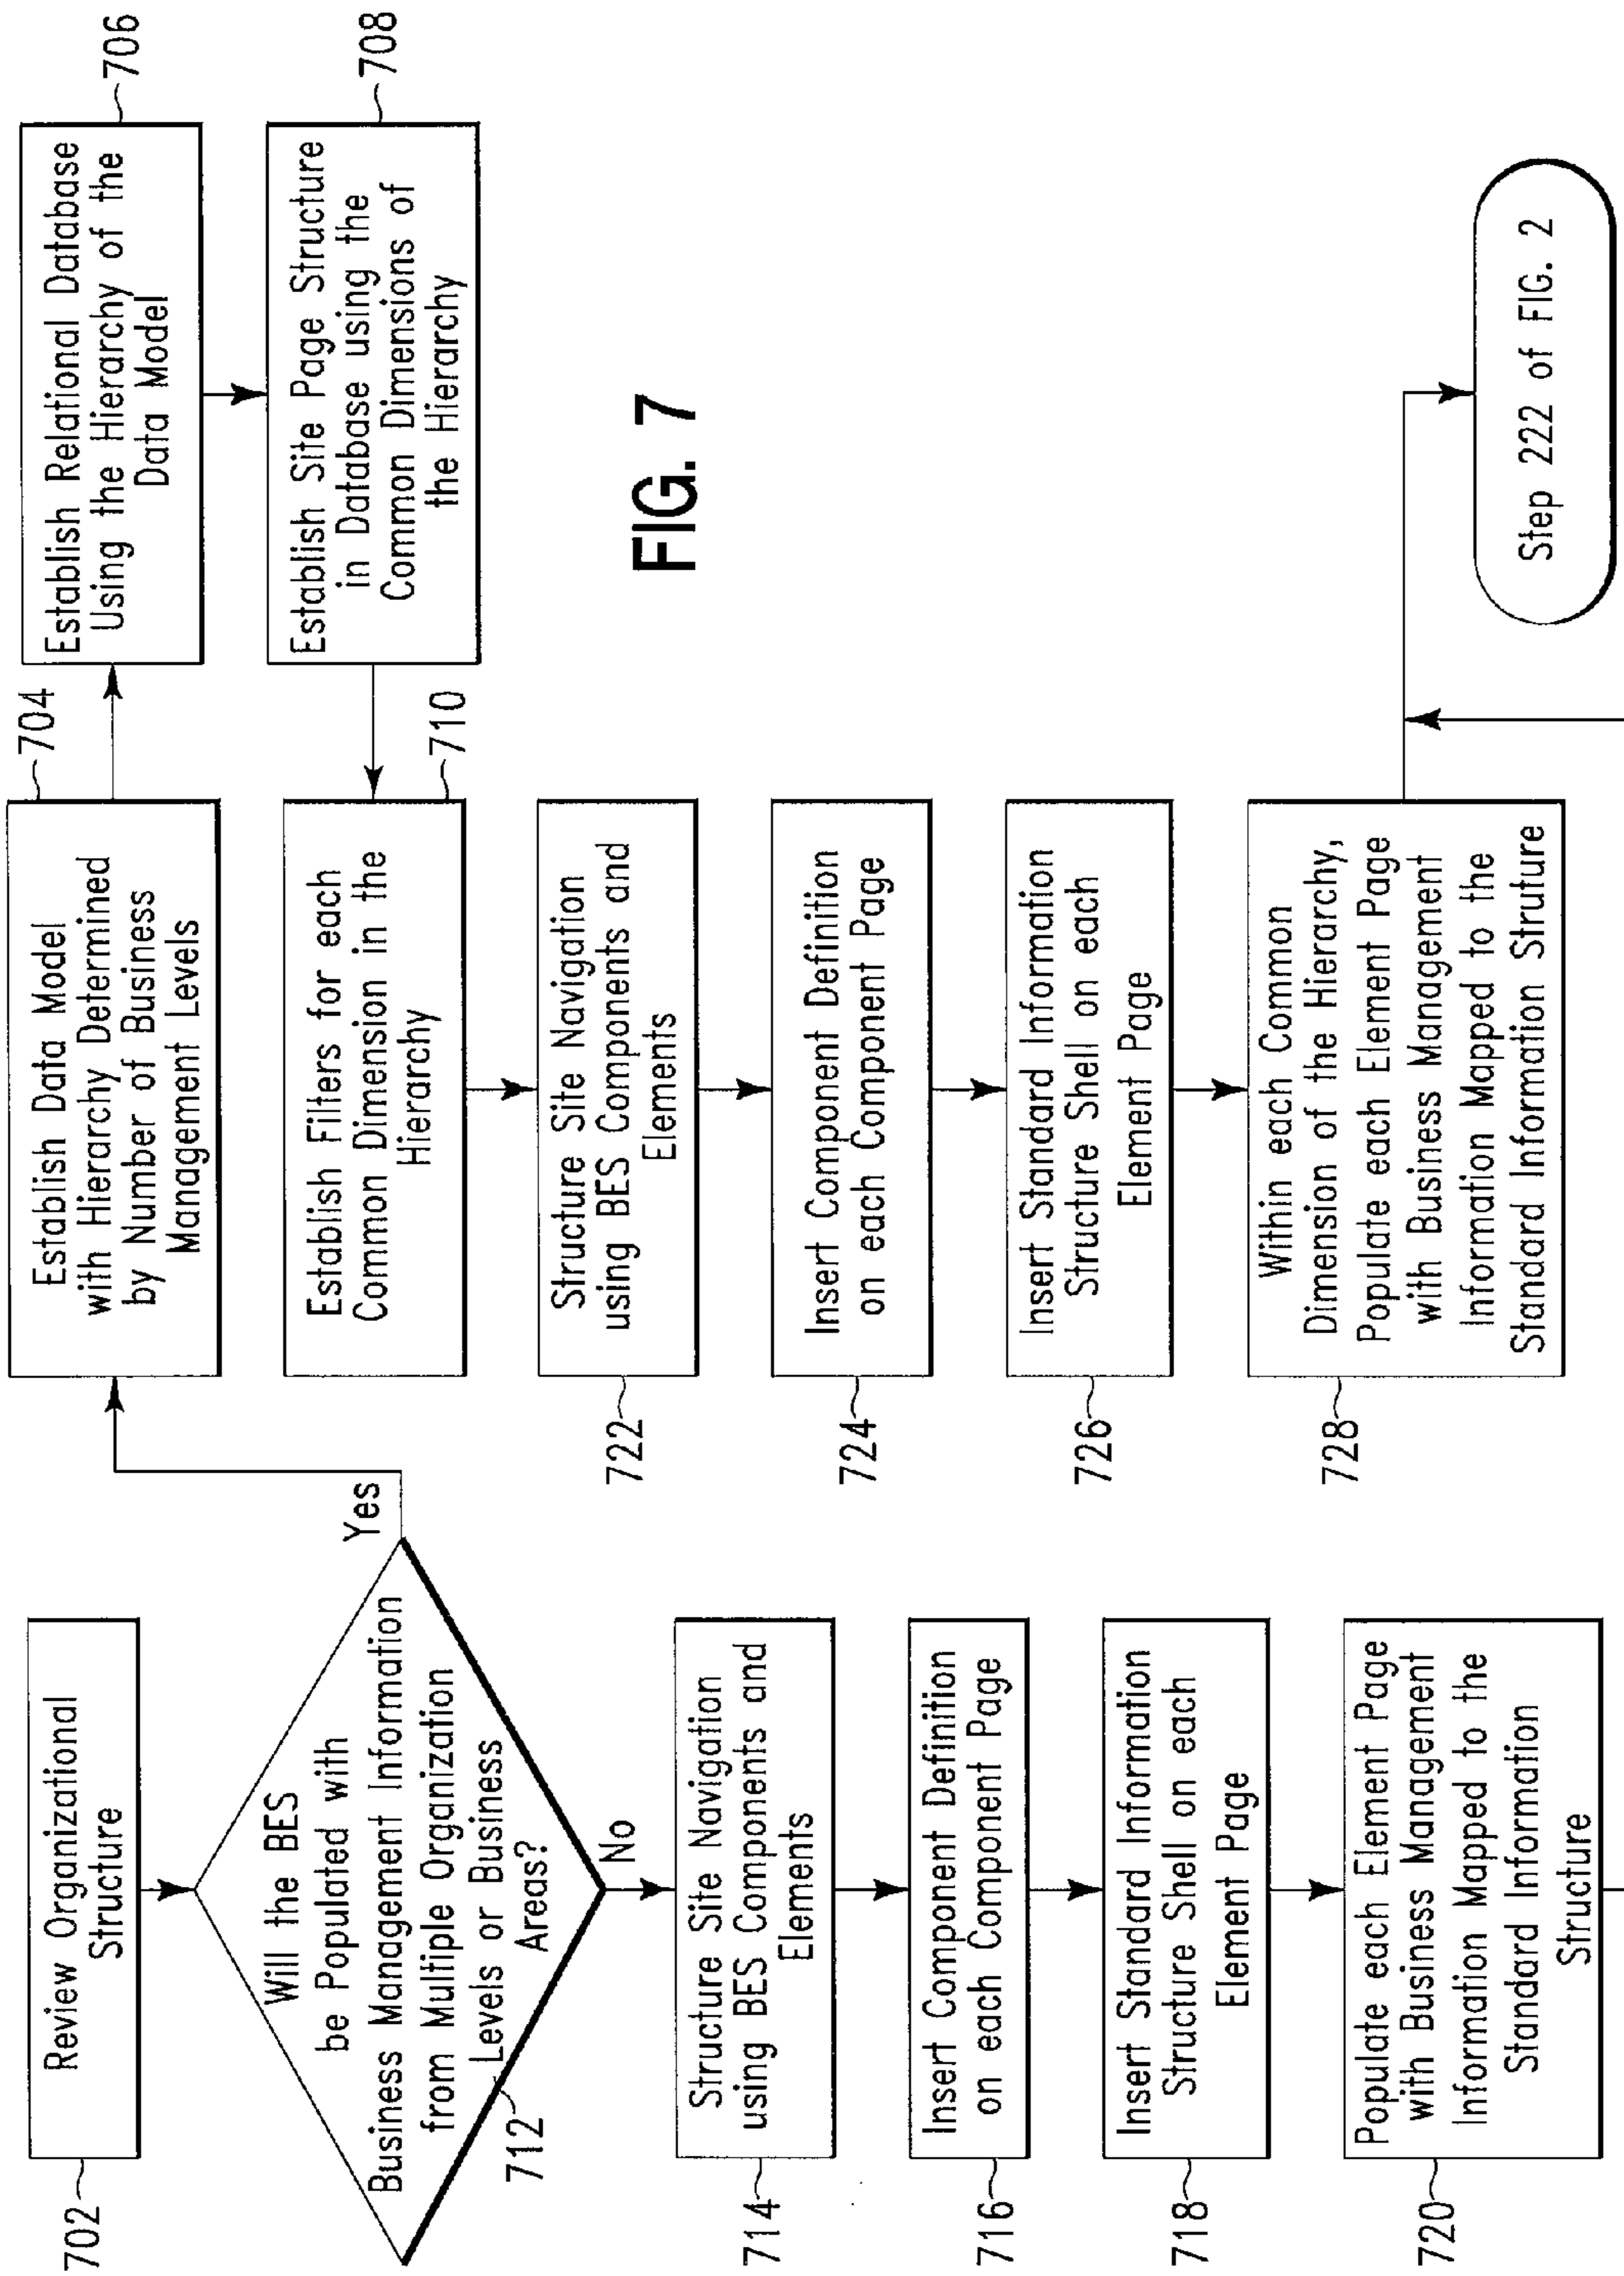 702
Review Organizational
Structure
Will the BES
be Populated with
Business Management Information
from Multiple Organization
Levels or Business
Areas?
712
Yes
No
714
Structure Site Navigation
using BES Components and
Elements
716
Insert Component Definition
on each Component Page
718
Insert Standard Information
Structure Shell on each
Element Page
720
Populate each Element Page
with Business Management
Information Mapped to the
Standard Information
Structure
704
Establish Data Model
with Hierarchy Determined
by Number of Business
Management Levels
706
Establish Relational Database
Using the Hierarchy of the
Data Model
708
Establish Site Page Structure
in Database using the
Common Dimensions of
the Hierarchy
710
Establish Filters for each
Common Dimension in the
Hierarchy
722
Structure Site Navigation
using BES Components and
Elements
724
Insert Component Definition
on each Component Page
726
Insert Standard Information
Structure Shell on each
Element Page
728
Within each Common
Dimension of the Hierarchy,
Populate each Element Page
with Business Management
Information Mapped to the
Standard Information Struture
Step 222 of FIG. 2
FIG. 7